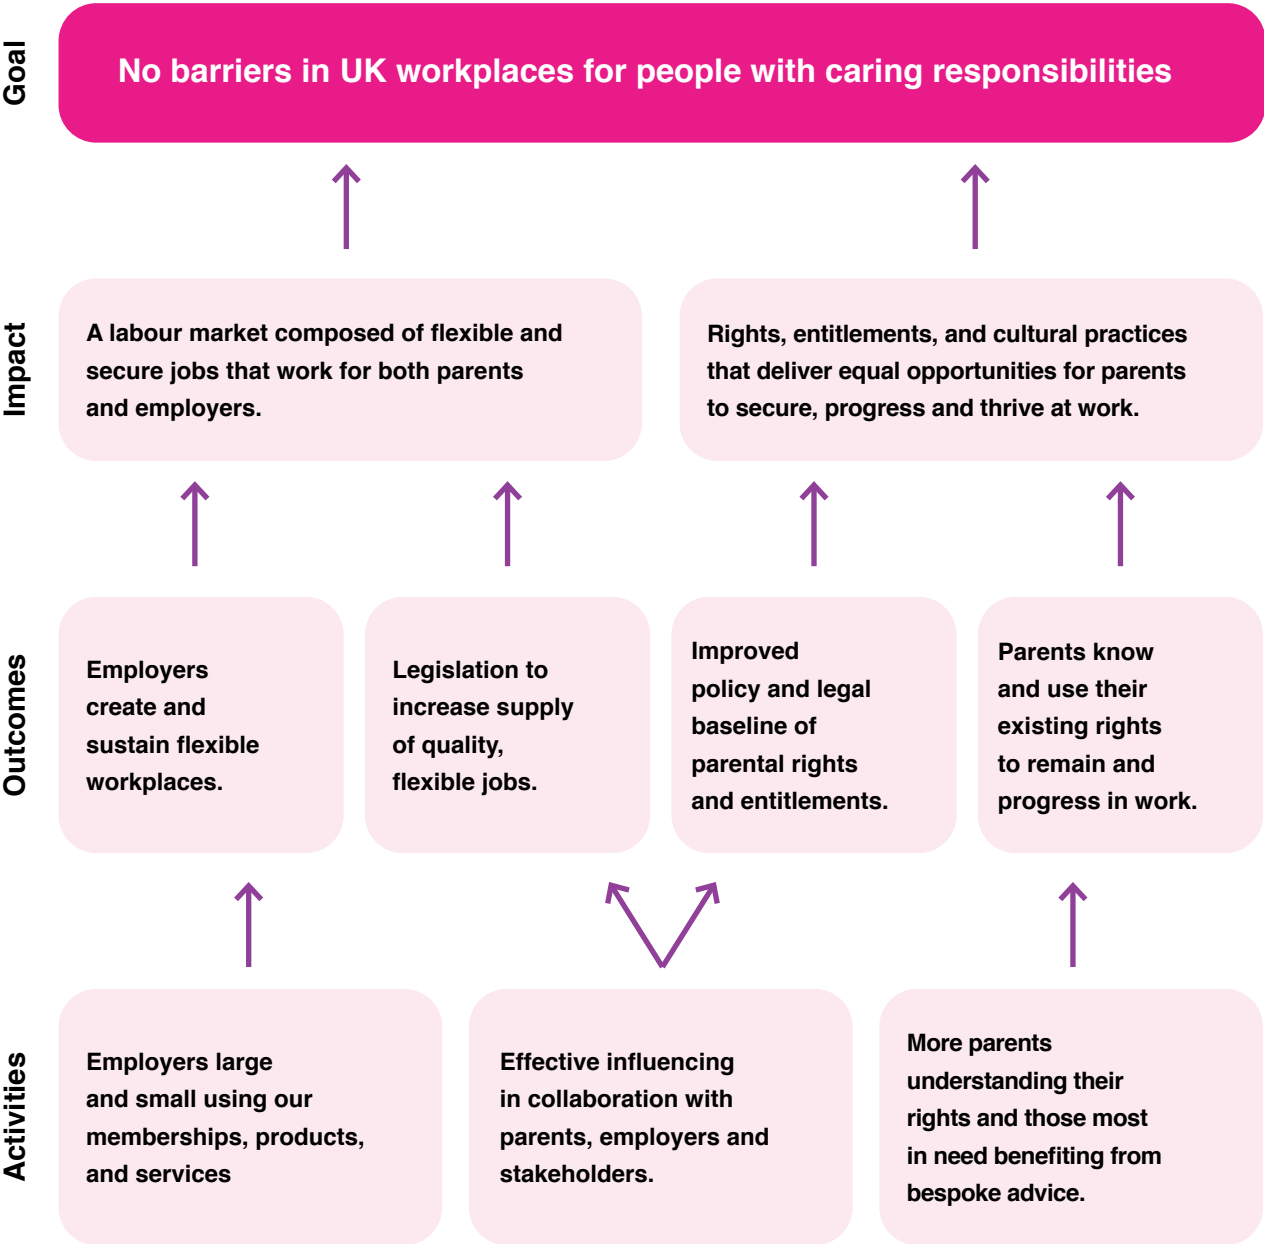 Goal
No barriers in UK workplaces for people with caring responsibilities
Impact
A labour market composed of flexible and
secure jobs that work for both parents
and employers.
Rights, entitlements, and cultural practices
that deliver equal opportunities for parents
to secure, progress and thrive at work.
Outcomes
Employers
create and
sustain flexible
workplaces.
Legislation to
increase supply
of quality,
flexible jobs.
Improved
policy and legal
baseline of
parental rights
and entitlements.
Parents know
and use their
existing rights
to remain and
progress in work.
Activities
Employers large
and small using our
memberships, products,
and services
Effective influencing
in collaboration with
parents, employers and
stakeholders.
More parents
understanding their
rights and those most
in need benefiting from
bespoke advice.